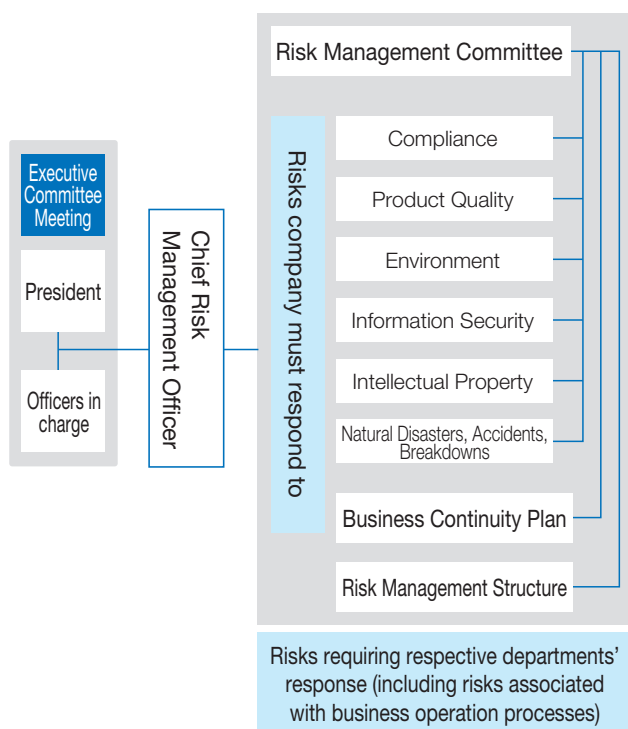 Executive
Committee
Meeting
President
Officers in
charge
Chief Risk
Management Officer
Risk Management Committee
Risks company must respond to
Compliance
Product Quality
Environment
Information Security
Intellectual Property
Natural Disasters, Accidents,
Breakdowns
Business Continuity Plan
Risk Management Structure
Risks requiring respective departments’
response (including risks associated
with business operation processes)